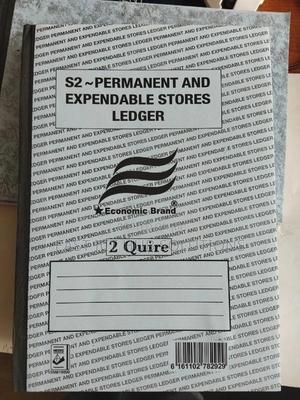 S2~PERMANENT AND
EXPENDABLE STORES
LEDGER
Economic Brand®
2 Quire
6 161102 782929